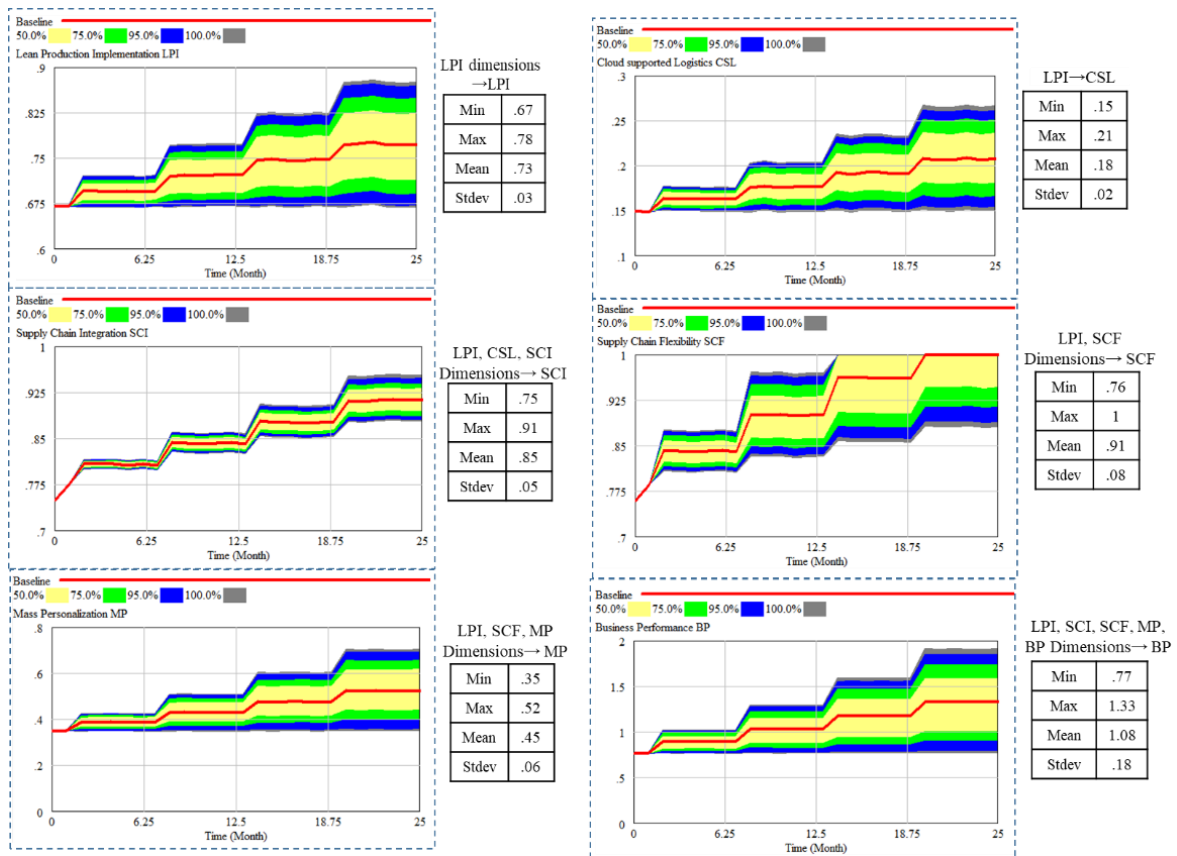 Baseline
50.0% 75.0% 95.0% 100.0%
Lean Production Implementation LPI
.9
.825
.75
.675
.6
0 6.25 12.5 18.75 25
Time (Month)
LPI dimensions
→LPI
Min .67
Max .78
Mean .73
Stdev .03
Baseline
50.0% 75.0% 95.0% 100.0%
Cloud supported Logistics CSL
.3
.25
.2
.15
.1
0 6.25 12.5 18.75 25
Time (Month)
LPI→CSL
Min .15
Max .21
Mean .18
Stdev .02
Baseline
50.0% 75.0% 95.0% 100.0%
Supply Chain Integration SCI
1
.925
.85
.775
.7
0 6.25 12.5 18.75 25
Time (Month)
LPI, CSL, SCI
Dimensions→ SCI
Min .75
Max .91
Mean .85
Stdev .05
Baseline
50.0% 75.0% 95.0% 100.0%
Supply Chain Flexibility SCF
1
.925
.85
.775
.7
0 6.25 12.5 18.75 25
Time (Month)
LPI, SCF
Dimensions→ SCF
Min .76
Max 1
Mean .91
Stdev .08
Baseline
50.0% 75.0% 95.0% 100.0%
Mass Personalization MP
.8
.6
.4
.2
0
0 6.25 12.5 18.75 25
Time (Month)
LPI, SCF, MP
Dimensions→ MP
Min .35
Max .52
Mean .45
Stdev .06
Baseline
50.0% 75.0% 95.0% 100.0%
Business Performance BP
2
1.5
1
.5
0
0 6.25 12.5 18.75 25
Time (Month)
LPI, SCI, SCF, MP,
BP Dimensions→ BP
Min .77
Max 1.33
Mean 1.08
Stdev .18